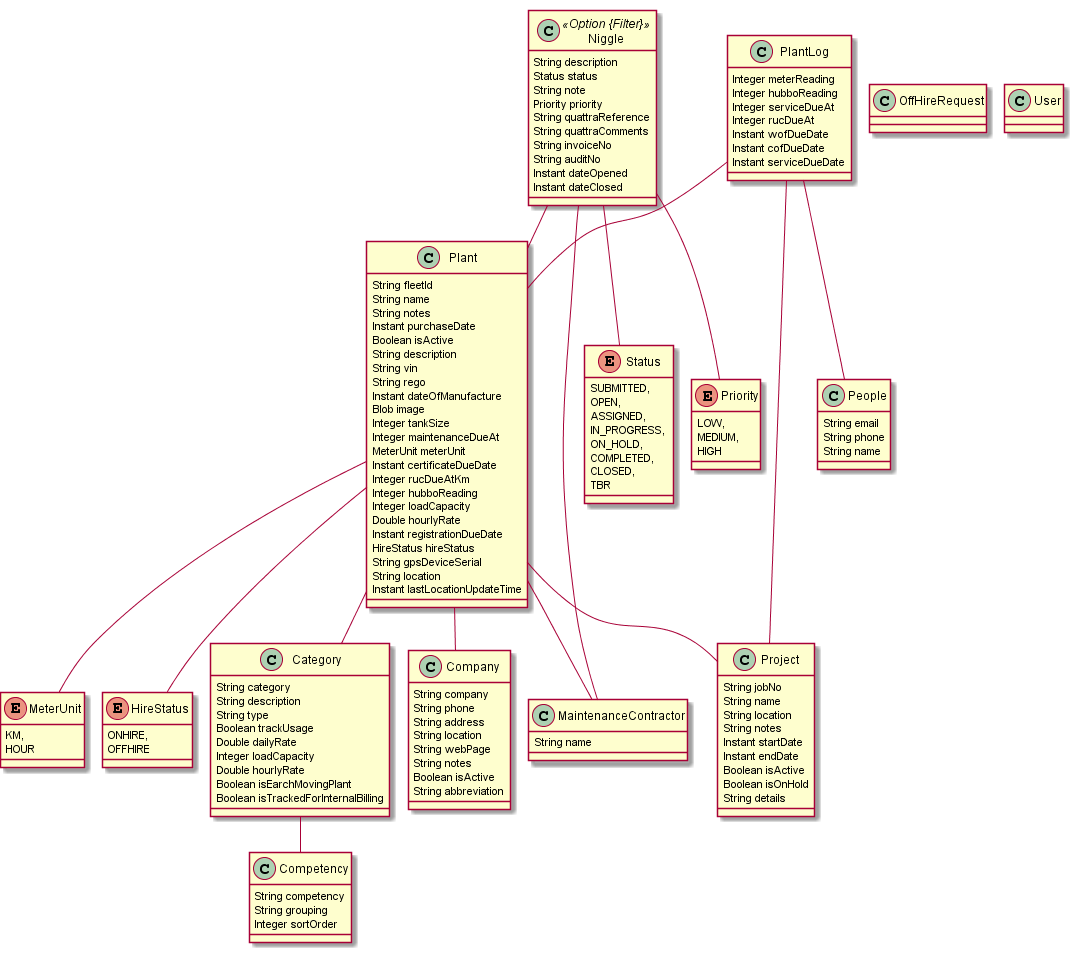 C «Option {Filter}»
Niggle
String description
Status status
String note
Priority priority
String quattraReference
String quattraComments
String invoiceNo
String auditNo
Instant dateOpened
Instant dateClosed
C PlantLog
Integer meterReading
Integer hubboReading
Integer serviceDueAt
Integer rucDueAt
Instant wofDueDate
Instant cofDueDate
Instant serviceDueDate
C OffHireRequest
C User
C Plant
String fleetId
String name
String notes
Instant purchaseDate
Boolean isActive
String description
String vin
String rego
Instant dateOfManufacture
Blob image
Integer tankSize
Integer maintenanceDueAt
MeterUnit meterUnit
Instant certificateDueDate
Integer rucDueAtKm
Integer hubboReading
Integer loadCapacity
Double hourlyRate
Instant registrationDueDate
HireStatus hireStatus
String gpsDeviceSerial
String location
Instant lastLocationUpdateTime
E Status
SUBMITTED,
OPEN,
ASSIGNED,
IN_PROGRESS,
ON_HOLD,
COMPLETED,
CLOSED,
TBR
E Priority
LOW,
MEDIUM,
HIGH
C People
String email
String phone
String name
E MeterUnit
KM,
HOUR
E HireStatus
ONHIRE,
OFFHIRE
C Category
String category
String description
String type
Boolean trackUsage
Double dailyRate
Integer loadCapacity
Double hourlyRate
Boolean isEarchMovingPlant
Boolean isTrackedForInternalBilling
C Company
String company
String phone
String address
String location
String webPage
String notes
Boolean isActive
String abbreviation
C MaintenanceContractor
String name
C Project
String jobNo
String name
String location
String notes
Instant startDate
Instant endDate
Boolean isActive
Boolean isOnHold
String details
C Competency
String competency
String grouping
Integer sortOrder